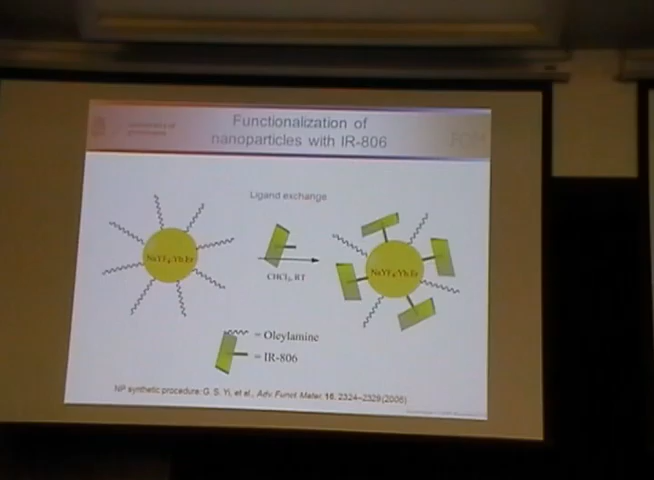 Functionalization of
nanoparticles with IR-806
Ligand exchange
NaYF₄:Yb,Er
CHCl₃, RT
NaYF₄:Yb,Er
= Oleylamine
= IR-806
NP synthetic procedure: G. S. Yi, et el., Adv. Funct. Mater. 16, 2324–2329(2006)